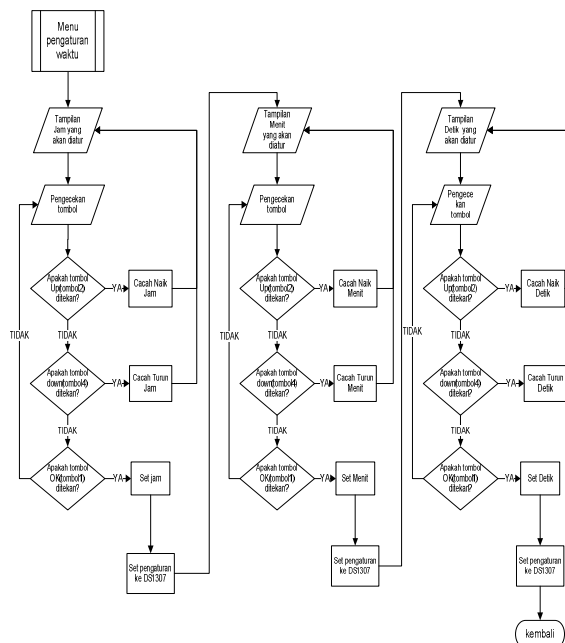 Menu
pengaturan
waktu
Tampilan
Jam yang
akan diatur
Pengecekan
tombol
Apakah tombol
Up(tombol2)
ditekan?
YA
Cacah Naik
Jam
TIDAK
TIDAK
Apakah tombol
down(tombol4)
ditekan?
YA
Cacah Turun
Jam
TIDAK
Apakah tombol
OK(tombol1)
ditekan?
YA
Set jam
Set pengaturan
ke DS1307
Tampilan
Menit
yang akan
diatur
Pengecekan
tombol
Apakah tombol
Up(tombol2)
ditekan?
YA
Cacah Naik
Menit
TIDAK
TIDAK
Apakah tombol
down(tombol4)
ditekan?
YA
Cacah Turun
Menit
TIDAK
Apakah tombol
OK(tombol1)
ditekan?
YA
Set Menit
Set pengaturan
ke DS1307
Tampilan
Detik yang
akan diatur
Pengece
kan
tombol
Apakah tombol
Up(tombol2)
ditekan?
YA
Cacah Naik
Detik
TIDAK
TIDAK
Apakah tombol
down(tombol4)
ditekan?
YA
Cacah Turun
Detik
TIDAK
Apakah tombol
OK(tombol1)
ditekan?
YA
Set Detik
Set pengaturan
ke DS1307
kembali